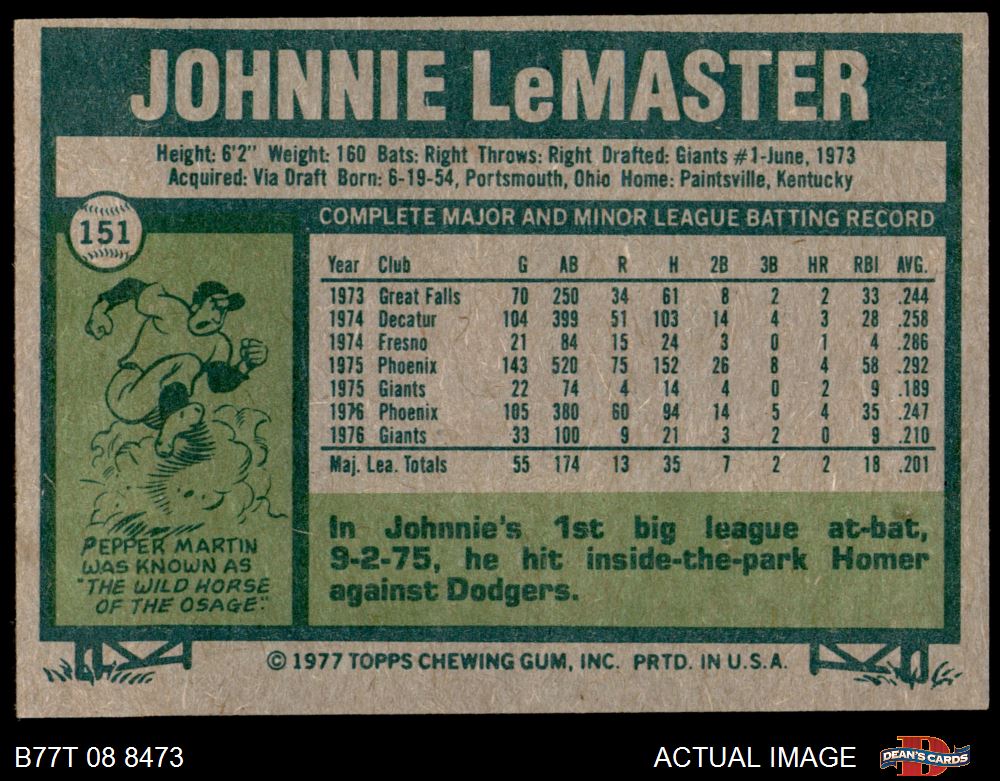 JOHNNIE LeMASTER
Height: 6'2" Weight: 160 Bats: Right Throws: Right Drafted: Giants #1-June, 1973
Acquired: Via Draft Born: 6-19-54, Portsmouth, Ohio Home: Paintsville, Kentucky
151
COMPLETE MAJOR AND MINOR LEAGUE BATTING RECORD
Year Club G AB R H 2B 3B HR RBI AVG.
1973 Great Falls 70 250 34 61 8 2 2 33 .244
1974 Decatur 104 399 51 103 14 4 3 28 .258
1974 Fresno 21 84 15 24 3 0 1 4 .286
1975 Phoenix 143 520 75 152 26 8 4 58 .292
1975 Giants 22 74 4 14 4 0 2 9 .189
1976 Phoenix 105 380 60 94 14 5 4 35 .247
1976 Giants 33 100 9 21 3 2 0 9 .210
Maj. Lea. Totals 55 174 13 35 7 2 2 18 .201
PEPPER MARTIN
WAS KNOWN AS
"THE WILD HORSE
OF THE OSAGE."
In Johnnie's 1st big league at-bat,
9-2-75, he hit inside-the-park Homer
against Dodgers.
© 1977 TOPPS CHEWING GUM, INC. PRTD. IN U.S.A.
B77T 08 8473
ACTUAL IMAGE
D
DEAN'S CARDS